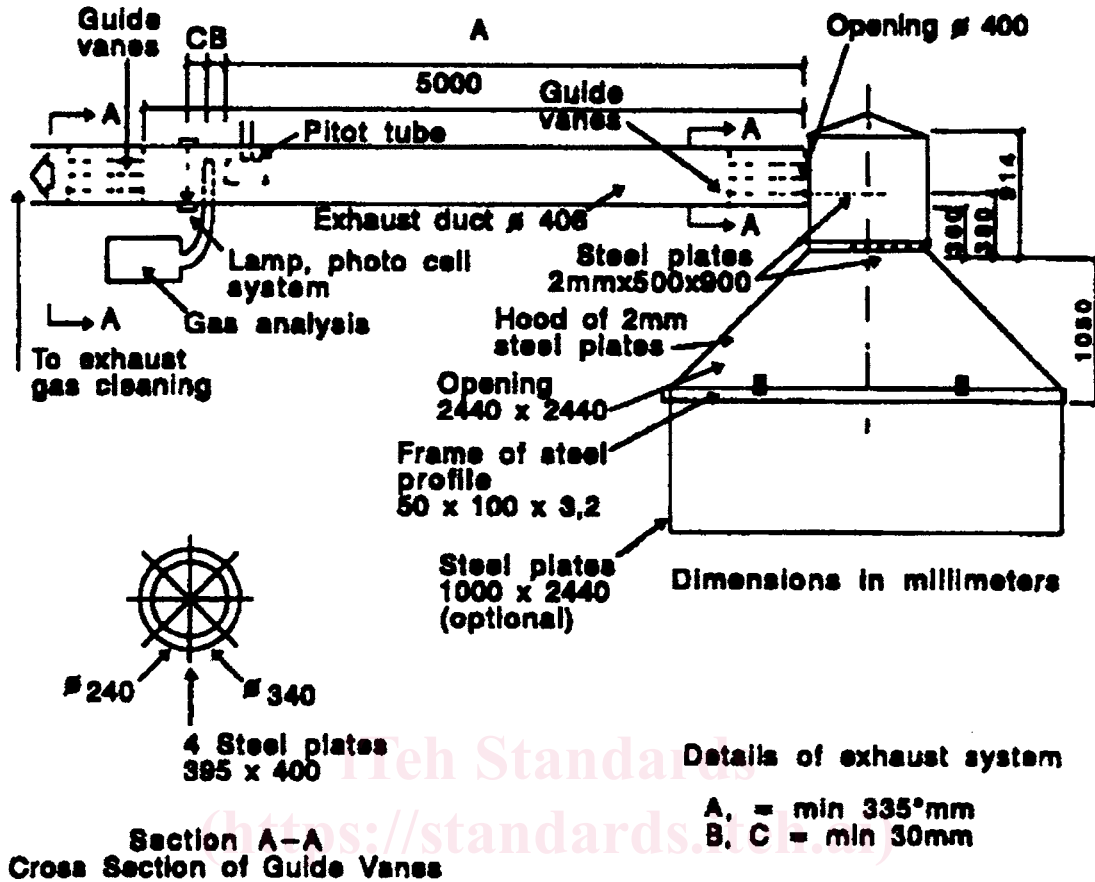 Guide
vanes
CB
A
Opening ø 400
5000
A
Guide
vanes
A
Pitot tube
914
Exhaust duct ø 406
A
Steel plates
2mmx500x900
380
380
Lamp, photo cell
system
Gas analysis
A
Hood of 2mm
steel plates
1050
To exhaust
gas cleaning
Opening
2440 x 2440
Frame of steel
profile
50 x 100 x 3,2
Steel plates
1000 x 2440
(optional)
Dimensions in millimeters
ø 240
ø 340
4 Steel plates
395 x 400
iTeh Standards
(https://standards.iteh.ai)
Details of exhaust system
A, = min 335°mm
B, C = min 30mm
Section A-A
Cross Section of Guide Vanes